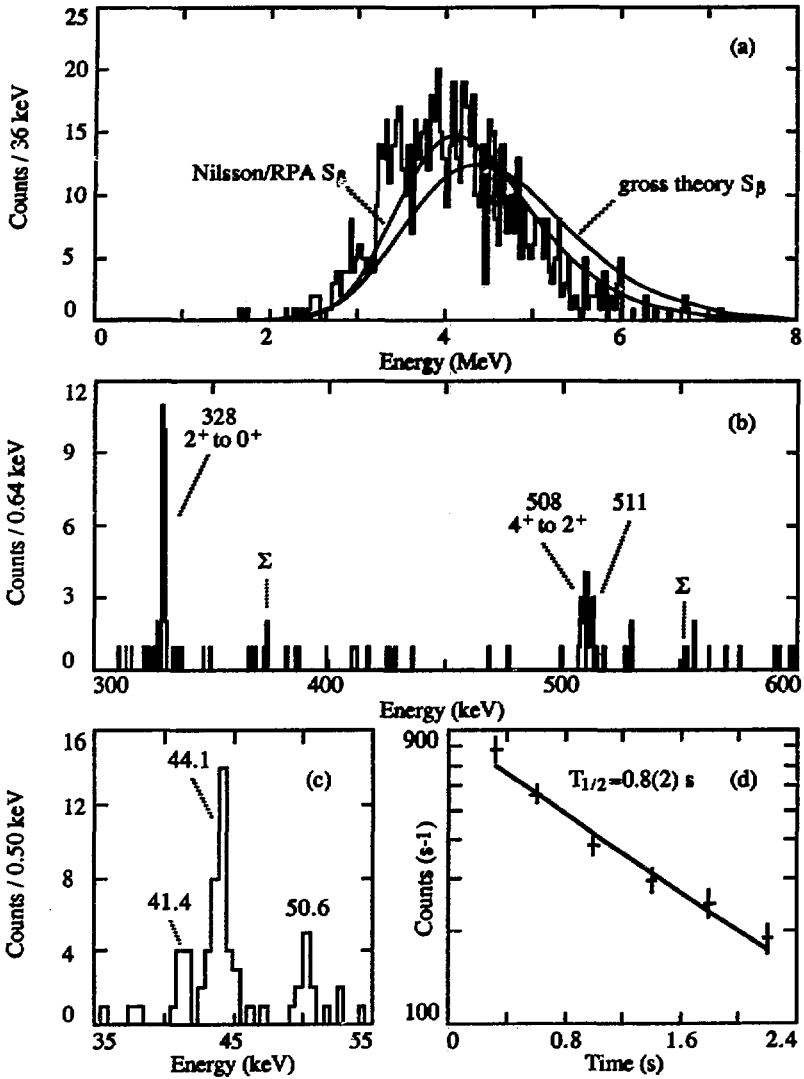 25
20
15
10
5
0
Counts / 36 keV
(a)
Nilsson/RPA Sβ
gross theory Sβ
0 2 4 6 8
Energy (MeV)
12
9
6
3
0
Counts / 0.64 keV
(b)
328
2+ to 0+
Σ
508
4+ to 2+
511
Σ
300 400 500 600
Energy (keV)
16
12
8
4
0
Counts / 0.50 keV
(c)
44.1
41.4
50.6
35 45 55
Energy (keV)
900
100
Counts (s-1)
T1/2=0.8(2) s
(d)
0 0.8 1.6 2.4
Time (s)